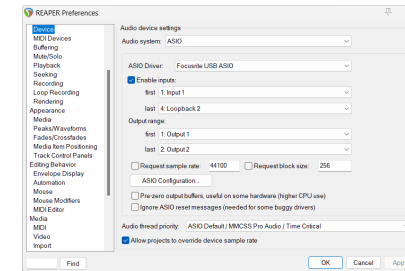 REAPER Preferences
Device
MIDI Devices
Buffering
Mute/Solo
Playback
Seeking
Recording
Loop Recording
Rendering
Appearance
Media
Peaks/Waveforms
Fades/Crossfades
Media Item Positioning
Track Control Panels
Editing Behavior
Envelope Display
Automation
Mouse
Mouse Modifiers
MIDI Editor
Media
MIDI
Video
Import
Find
Audio device settings
Audio system: ASIO
ASIO Driver: Focusrite USB ASIO
Enable inputs:
first 1: Input 1
last 4: Loopback 2
Output range:
first 1: Output 1
last 2: Output 2
Request sample rate: 44100 Request block size: 256
ASIO Configuration...
Pre-zero output buffers, useful on some hardware (higher CPU use)
Ignore ASIO reset messages (needed for some buggy drivers)
Audio thread priority: ASIO Default / MMCSS Pro Audio / Time Critical
Allow projects to override device sample rate
OK Cancel App